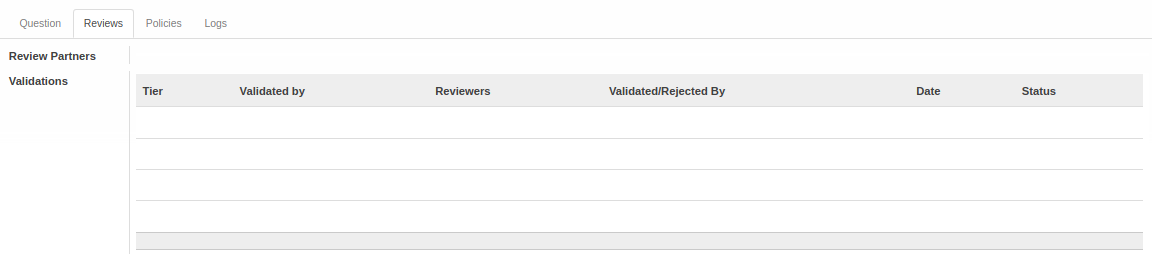 Question Reviews Policies Logs
Review Partners
Validations
Tier Validated by Reviewers Validated/Rejected By Date Status